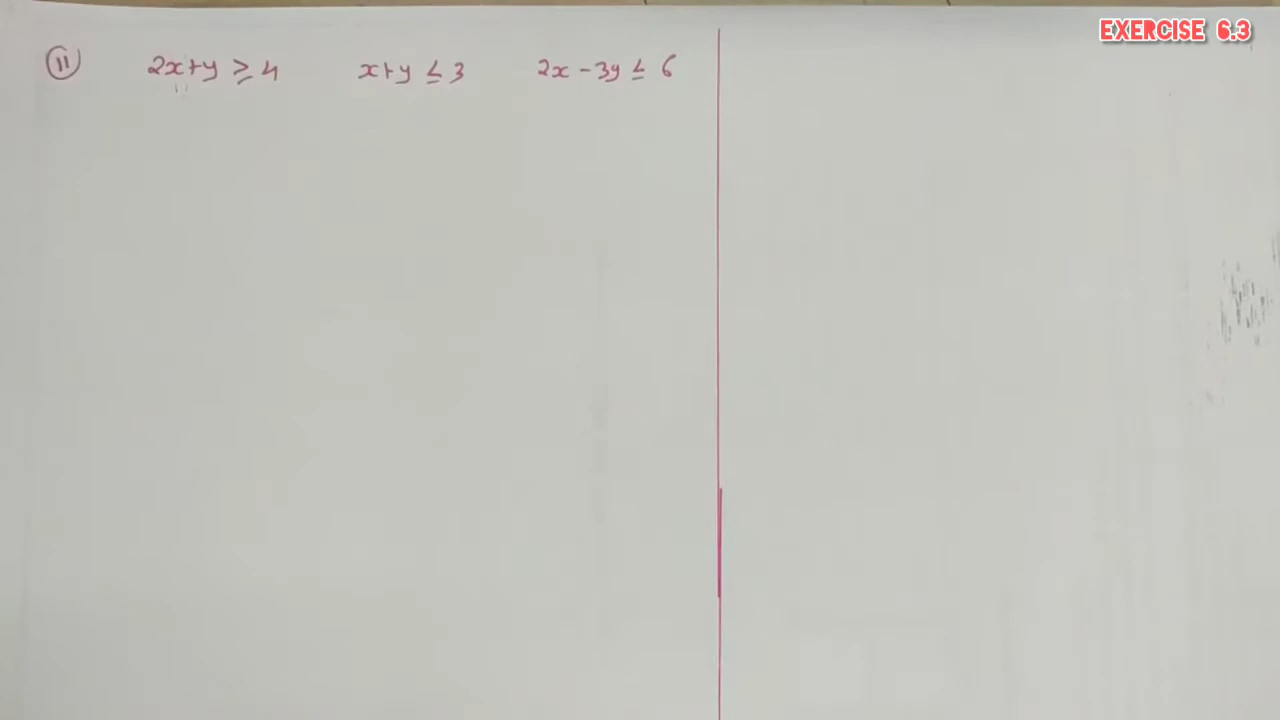 EXERCISE 6.3
11 2x+y ≥ 4 x+y ≤ 3 2x - 3y ≤ 6